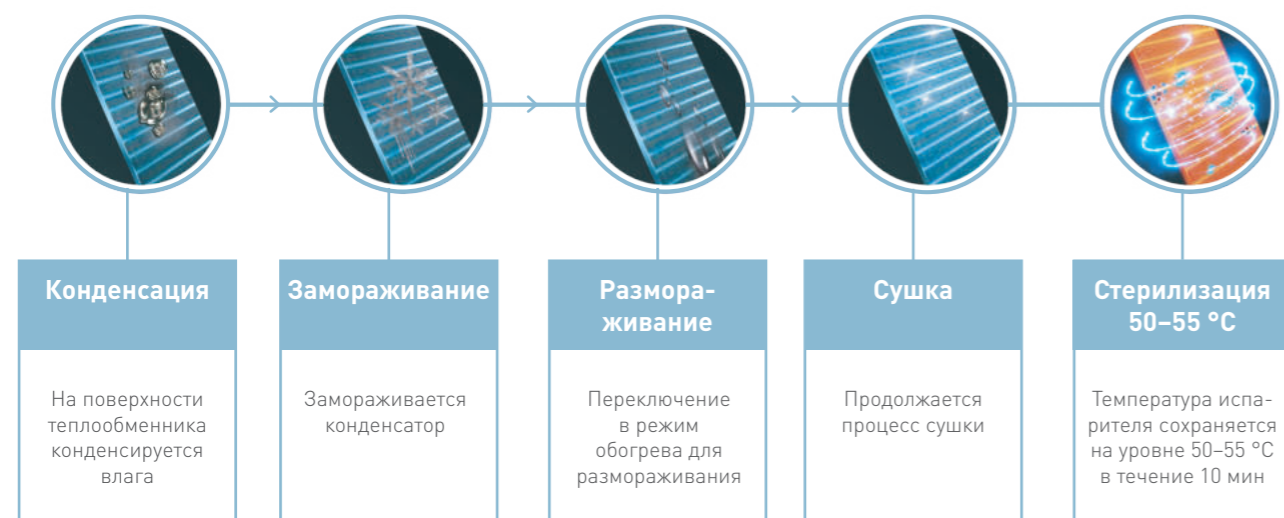 Конденсация
На поверхности
теплообменника
конденсируется
влага
Замораживание
Замораживается
конденсатор
Размора-
живание
Переключение
в режим
обогрева для
размораживания
Сушка
Продолжается
процесс сушки
Стерилизация
50–55 °C
Температура испа-
рителя сохраняется
на уровне 50–55 °C
в течение 10 мин